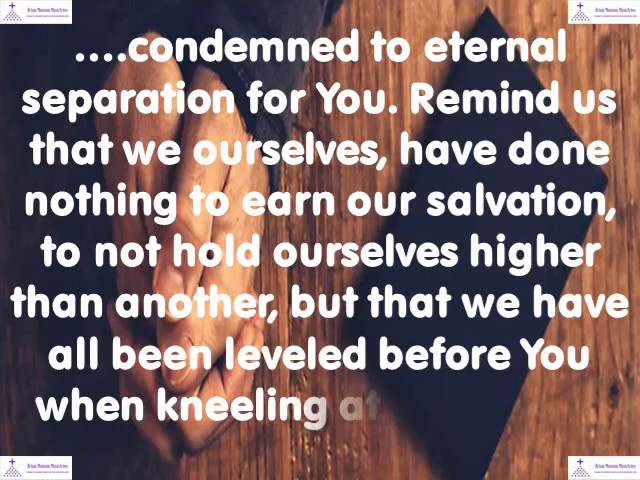 ....condemned to eternal
separation for You. Remind us
that we ourselves, have done
nothing to earn our salvation,
to not hold ourselves higher
than another, but that we have
all been leveled before You
when kneeling at